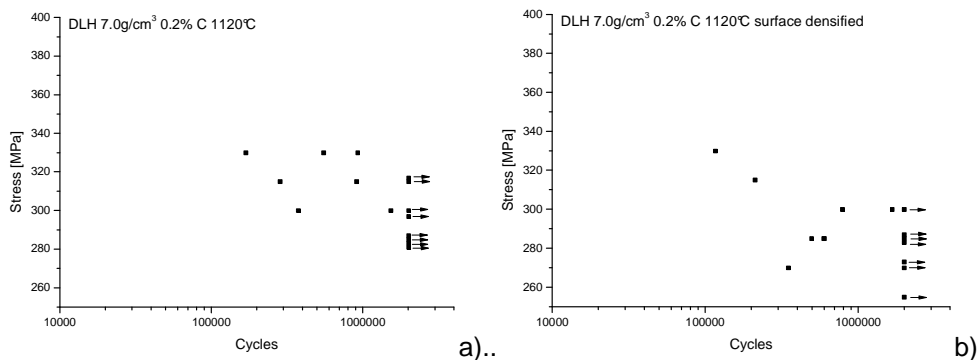 DLH 7.0g/cm³ 0.2% C 1120°C
400
380
360
340
320
300
280
260
Stress [MPa]
10000
100000
1000000
Cycles
a)..
DLH 7.0g/cm³ 0.2% C 1120°C surface densified
400
380
360
340
320
300
280
260
Stress [MPa]
10000
100000
1000000
Cycles
b)